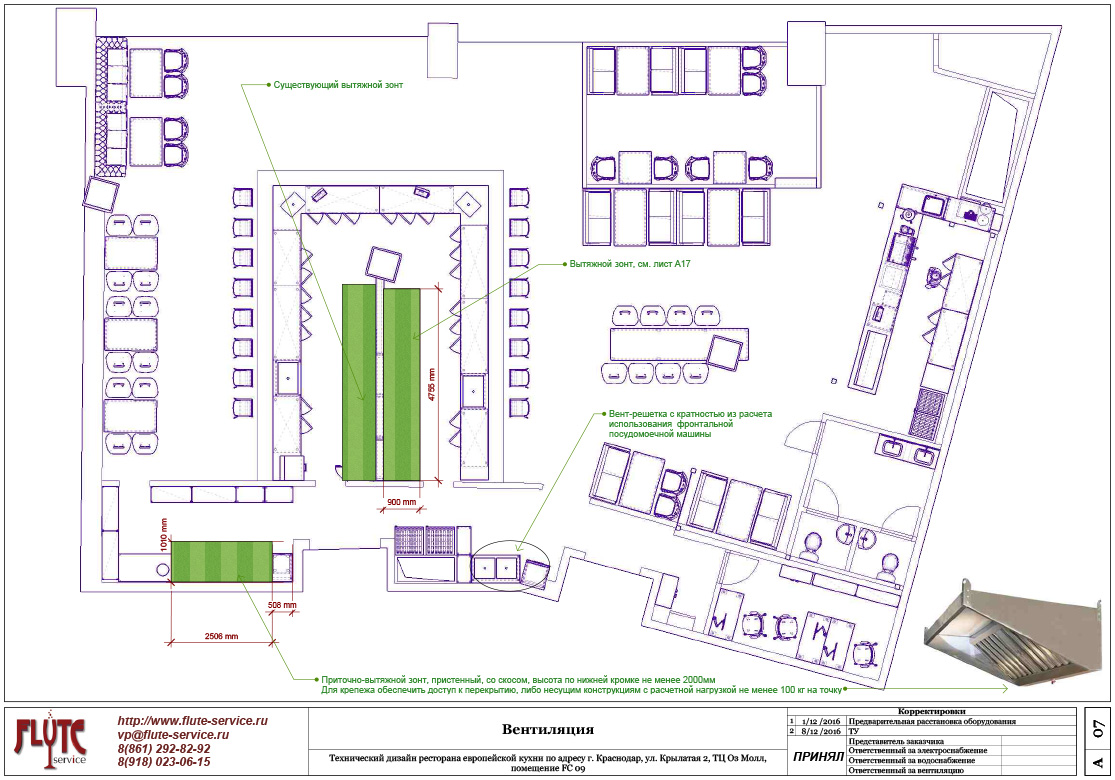 Существующий вытяжной зонт
Вытяжной зонт, см. лист А17
4755 mm
900 mm
Вент-решетка с кратностью из расчета
использования фронтальной
посудомоечной машины
1010 mm
508 mm
2506 mm
Приточно-вытяжной зонт, пристенный, со скосом, высота по нижней кромке не менее 2000мм
Для крепежа обеспечить доступ к перекрытию, либо несущим конструкциям с расчетной нагрузкой не менее 100 кг на точку
FLUTE
service
http://www.flute-service.ru
vp@flute-service.ru
8(861) 292-82-92
8(918) 023-06-15
Вентиляция
Технический дизайн ресторана европейской кухни по адресу г. Краснодар, ул. Крылатая 2, ТЦ Оз Молл,
помещение FC 09
Корректировки
1 1/12 /2016 Предварительная расстановка оборудования
2 8/12 /2016 ТУ
ПРИНЯЛ
Представитель заказчика
Ответственный за электроснабжение
Ответственный за водоснабжение
Ответственный за вентиляцию
А 07